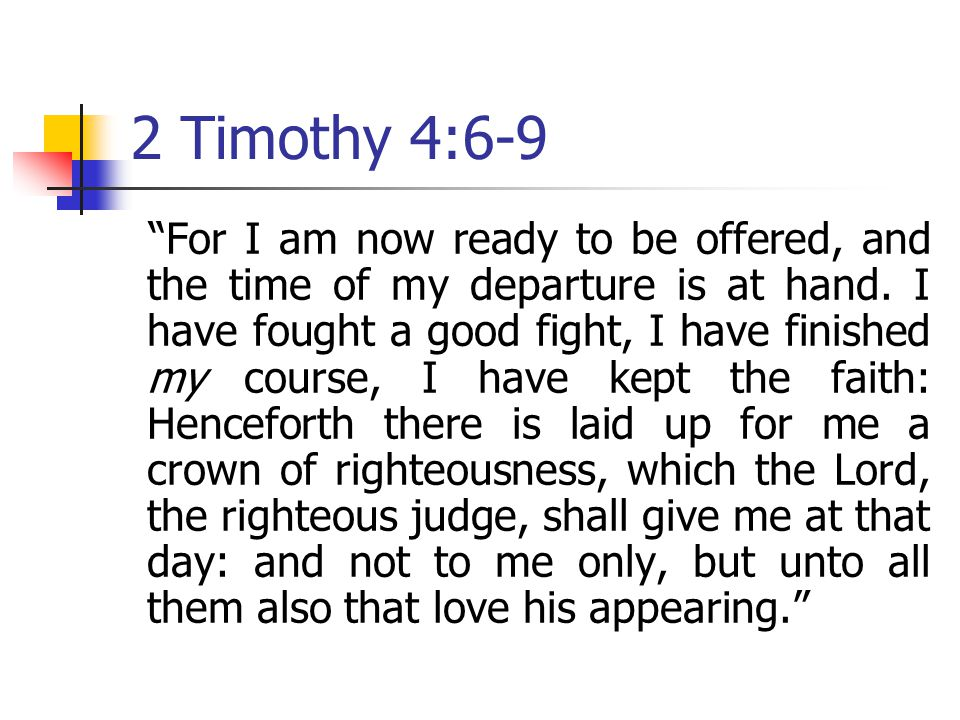 2 Timothy 4:6-9
“For I am now ready to be offered, and
the time of my departure is at hand. I
have fought a good fight, I have finished
my course, I have kept the faith:
Henceforth there is laid up for me a
crown of righteousness, which the Lord,
the righteous judge, shall give me at that
day: and not to me only, but unto all
them also that love his appearing.”